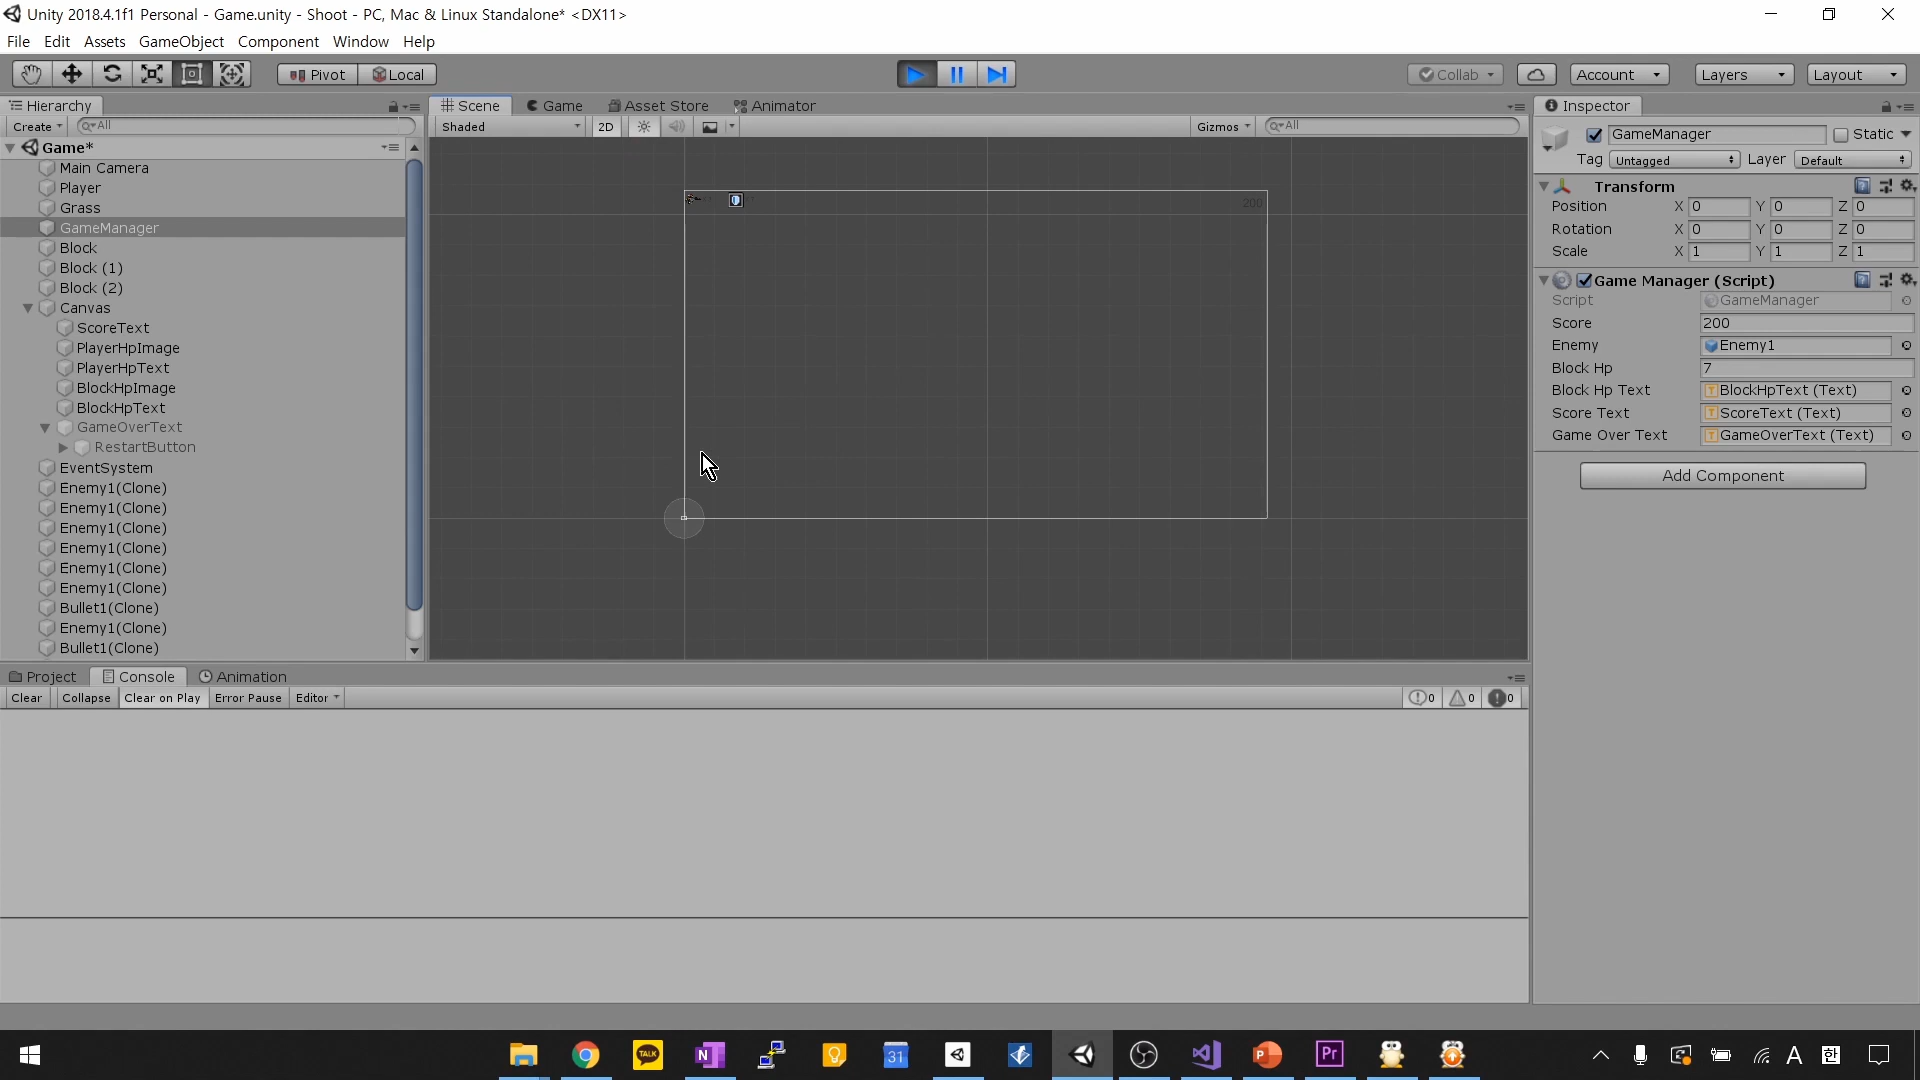 Unity 2018.4.1f1 Personal - Game.unity - Shoot - PC, Mac & Linux Standalone* <DX11>
File Edit Assets GameObject Component Window Help
Pivot Local Collab Account Layers Layout
Hierarchy
Create All
Game*
Main Camera
Player
Grass
GameManager
Block
Block (1)
Block (2)
Canvas
ScoreText
PlayerHpImage
PlayerHpText
BlockHpImage
BlockHpText
GameOverText
RestartButton
EventSystem
Enemy1(Clone)
Enemy1(Clone)
Enemy1(Clone)
Enemy1(Clone)
Enemy1(Clone)
Enemy1(Clone)
Bullet1(Clone)
Enemy1(Clone)
Bullet1(Clone)
Scene Game Asset Store Animator
Shaded 2D Gizmos All
200
Inspector
GameManager Static
Tag Untagged Layer Default
Transform
Position X 0 Y 0 Z 0
Rotation X 0 Y 0 Z 0
Scale X 1 Y 1 Z 1
Game Manager (Script)
Script GameManager
Score 200
Enemy Enemy1
Block Hp 7
Block Hp Text BlockHpText (Text)
Score Text ScoreText (Text)
Game Over Text GameOverText (Text)
Add Component
Project Console Animation
Clear Collapse Clear on Play Error Pause Editor 0 0 0
TALK N 31 P Pr A 한